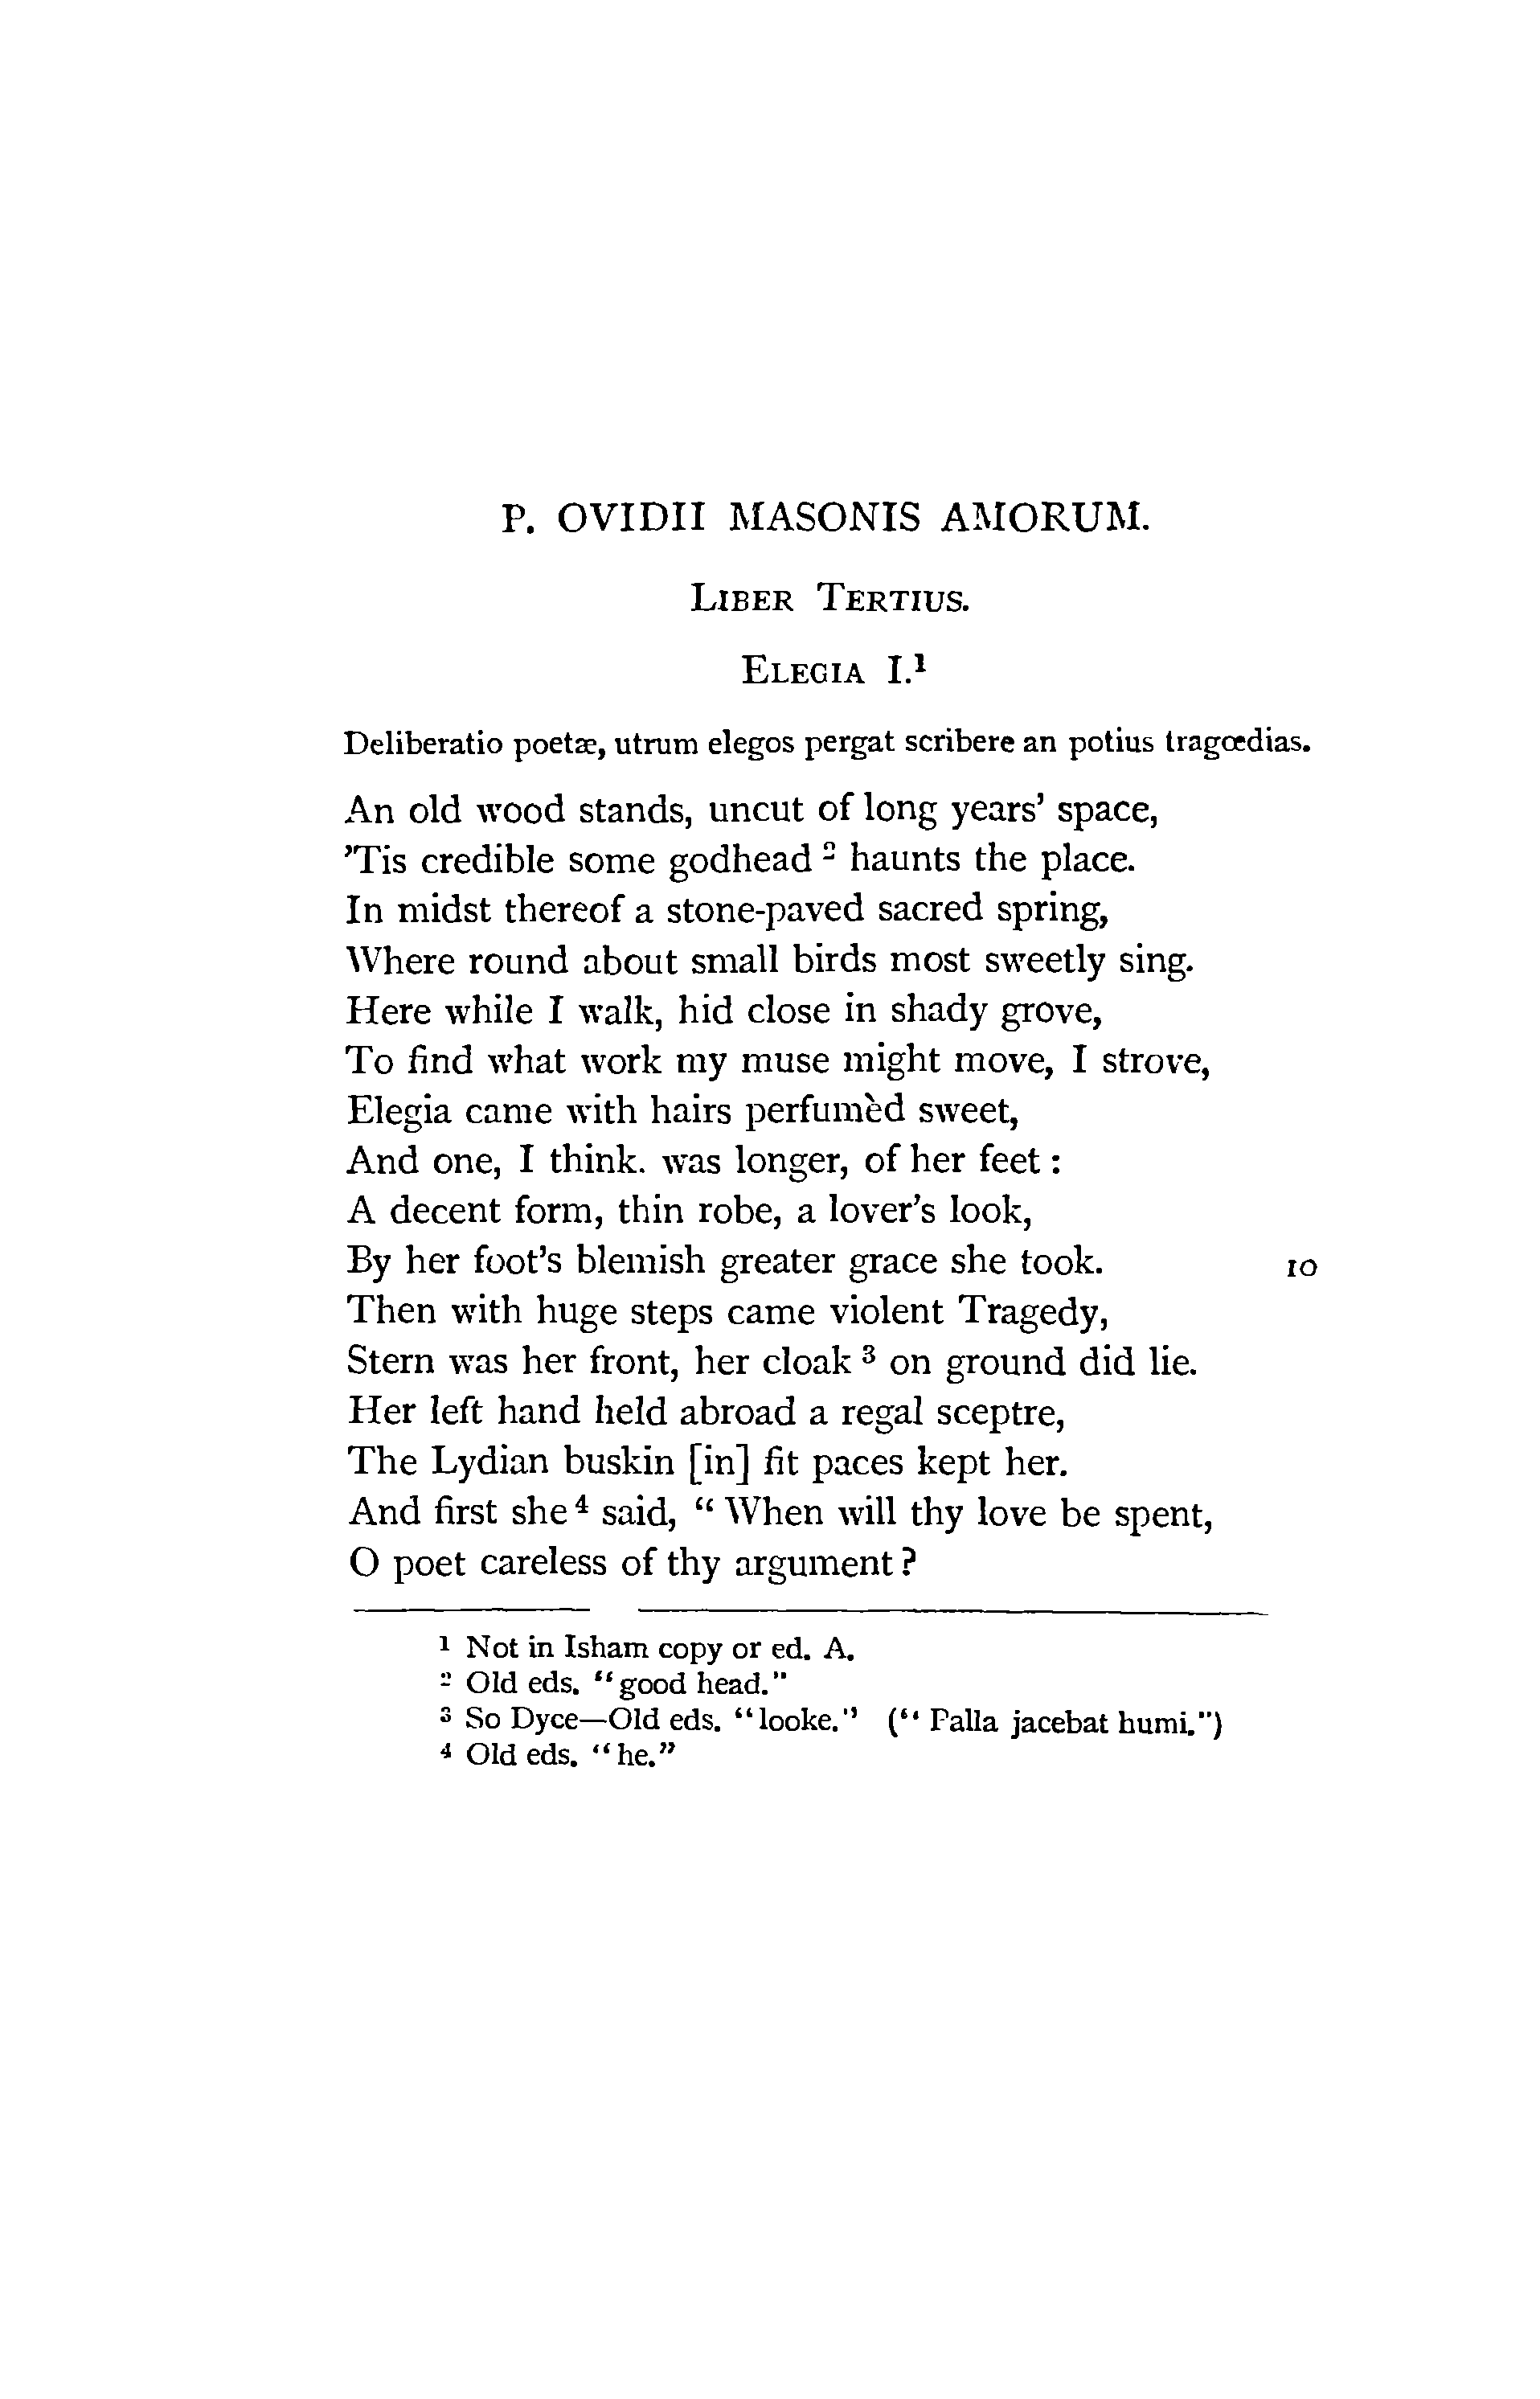 P. OVIDII MASONIS AMORUM.
LIBER TERTIUS.
ELEGIA I.¹
Deliberatio poetæ, utrum elegos pergat scribere an potius tragœdias.
An old wood stands, uncut of long years’ space,
’Tis credible some godhead ² haunts the place.
In midst thereof a stone-paved sacred spring,
Where round about small birds most sweetly sing.
Here while I walk, hid close in shady grove,
To find what work my muse might move, I strove,
Elegia came with hairs perfumèd sweet,
And one, I think. was longer, of her feet :
A decent form, thin robe, a lover’s look,
By her foot’s blemish greater grace she took. 10
Then with huge steps came violent Tragedy,
Stern was her front, her cloak ³ on ground did lie.
Her left hand held abroad a regal sceptre,
The Lydian buskin [in] fit paces kept her.
And first she ⁴ said, “ When will thy love be spent,
O poet careless of thy argument ?
¹ Not in Isham copy or ed. A.
² Old eds. “good head.”
³ So Dyce—Old eds. “looke.” (“ Palla jacebat humi.”)
⁴ Old eds. “he.”